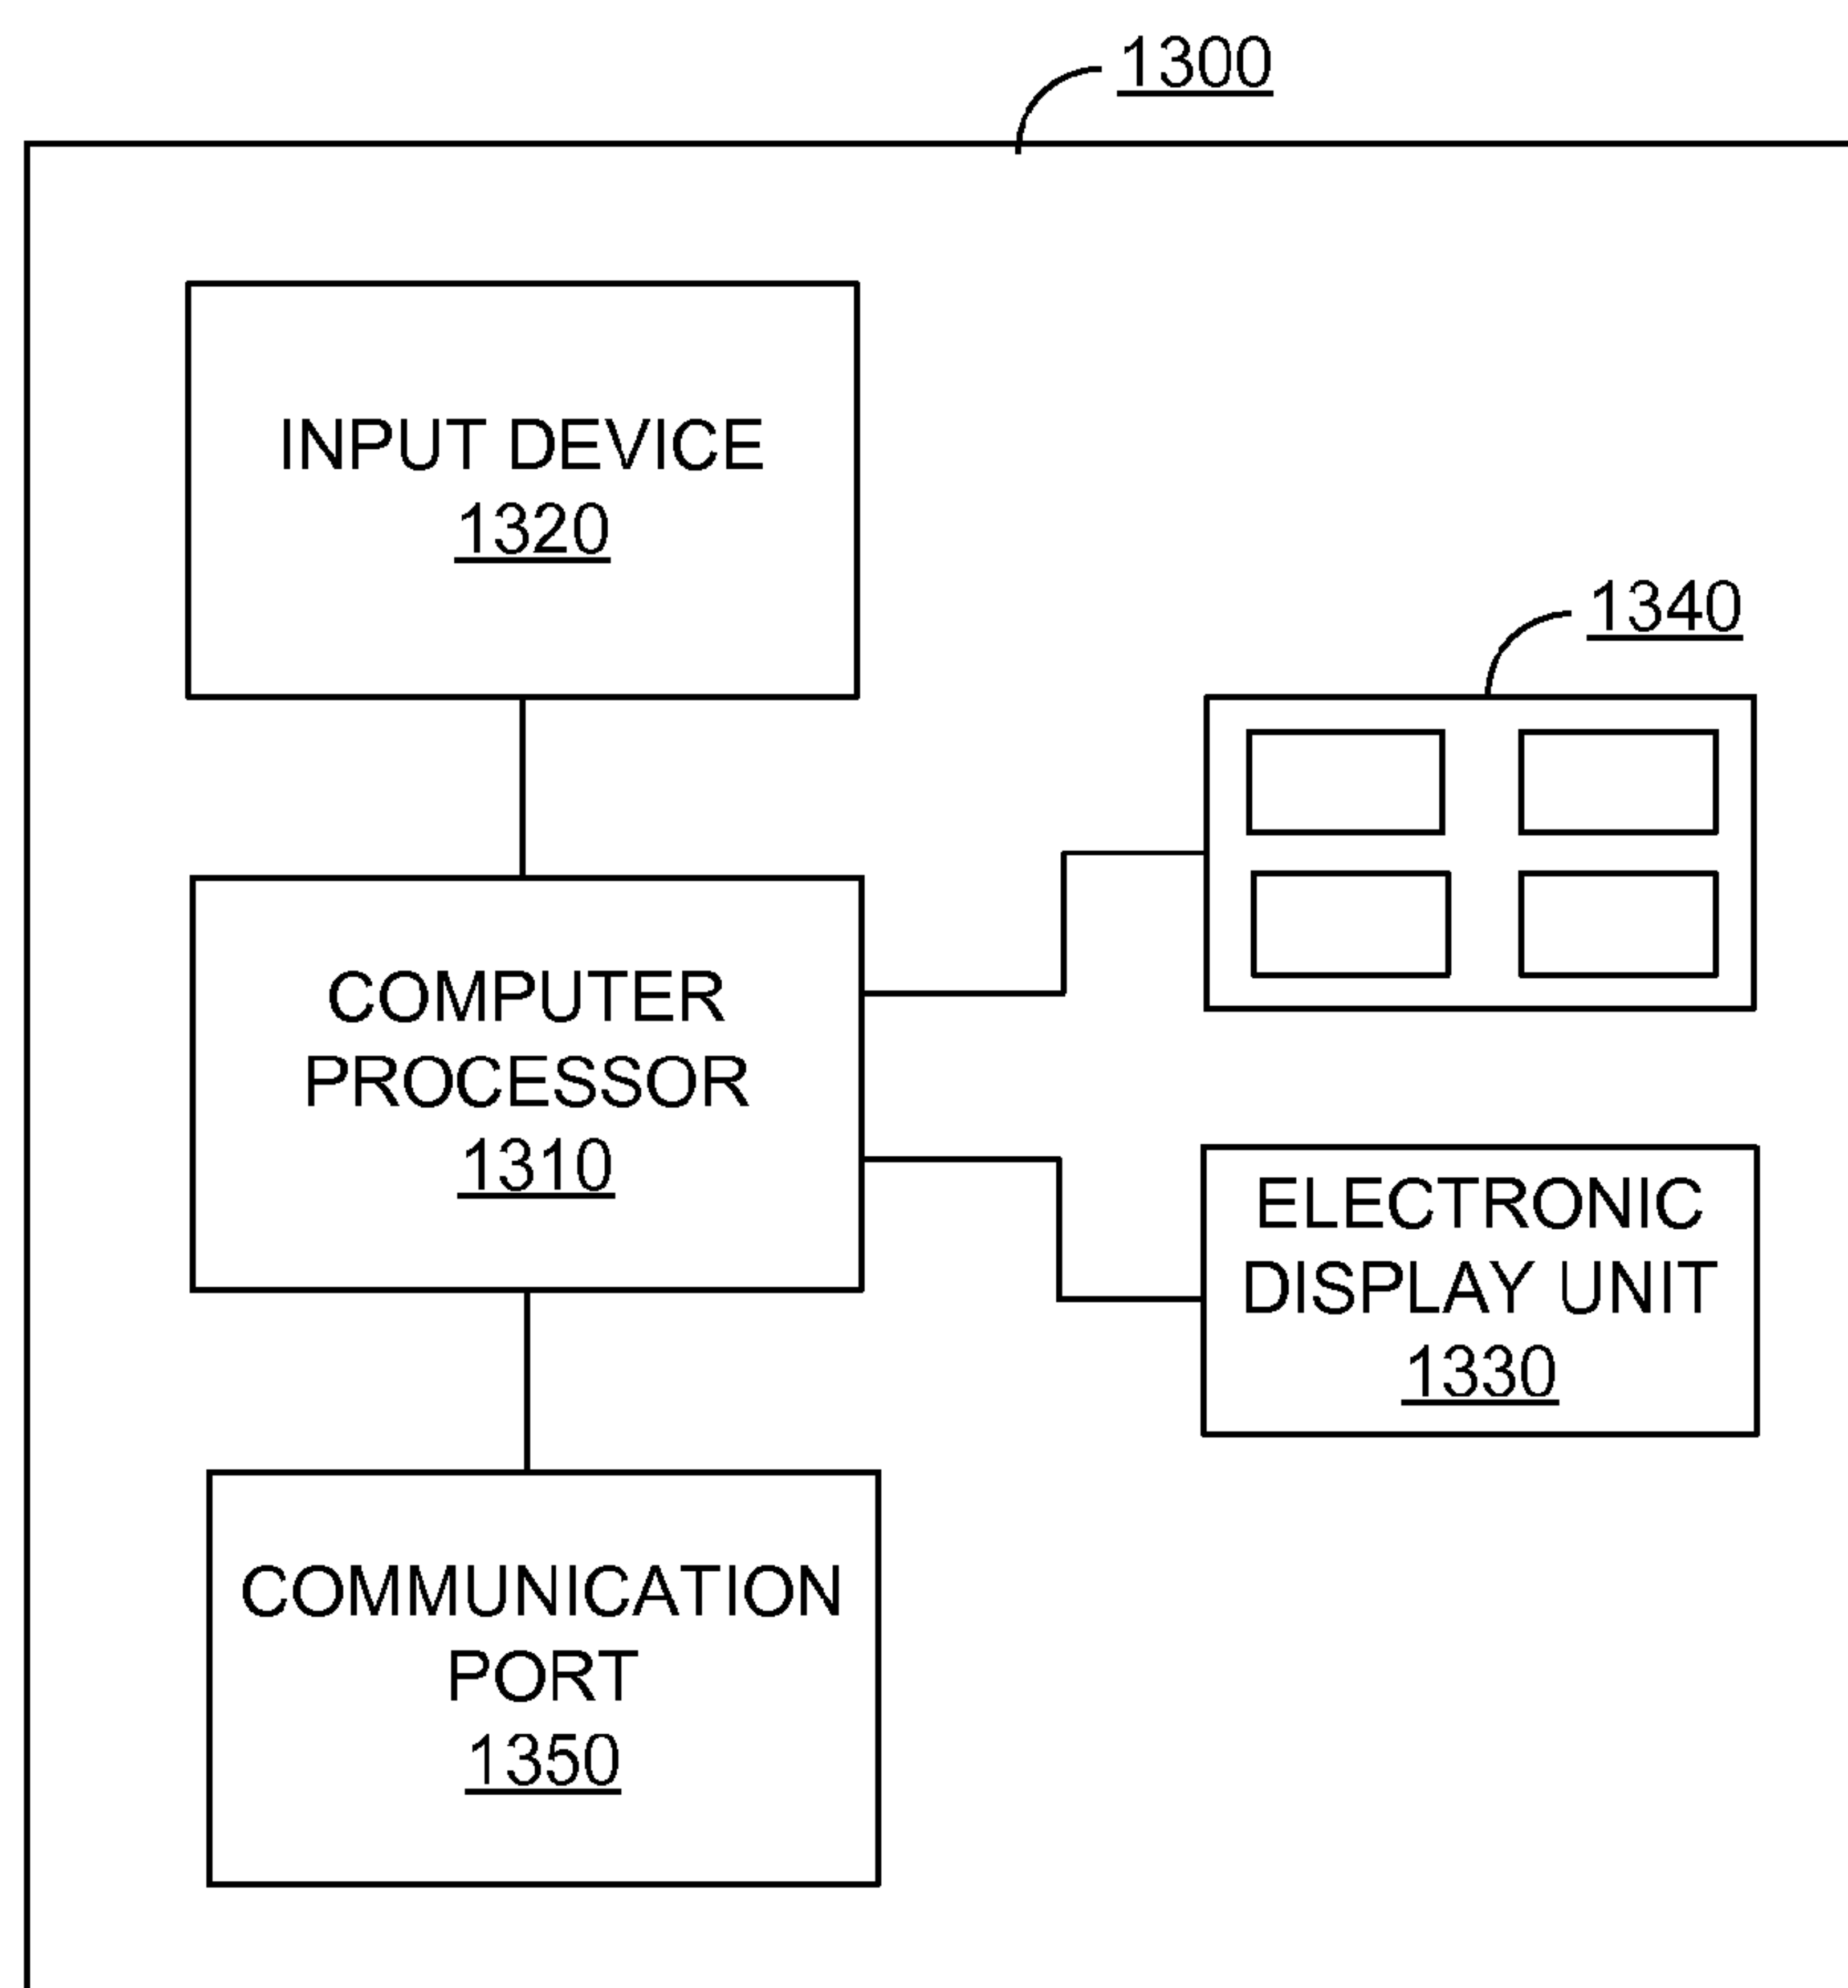 1300
INPUT DEVICE
1320
1340
COMPUTER
PROCESSOR
1310
ELECTRONIC
DISPLAY UNIT
1330
COMMUNICATION
PORT
1350